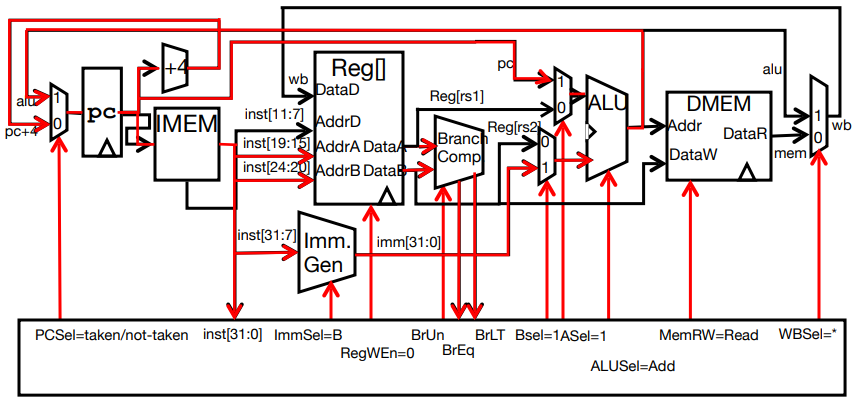 +4
Reg[]
pc
alu
wb
DataD
Reg[rs1]
alu
1
pc
IMEM
inst[11:7]
AddrD
1
0
ALU
DMEM
1
0
pc+4
inst[19:15]
AddrA
DataA
Branch
Comp
Reg[rs2]
0
1
Addr
DataR
mem
0
wb
inst[24:20]
AddrB
DataB
DataW
inst[31:7]
Imm.
Gen
imm[31:0]
PCSel=taken/not-taken
inst[31:0]
ImmSel=B
RegWEn=0
BrUn
BrEq
BrLT
Bsel=1
ASel=1
ALUSel=Add
MemRW=Read
WBSel=*